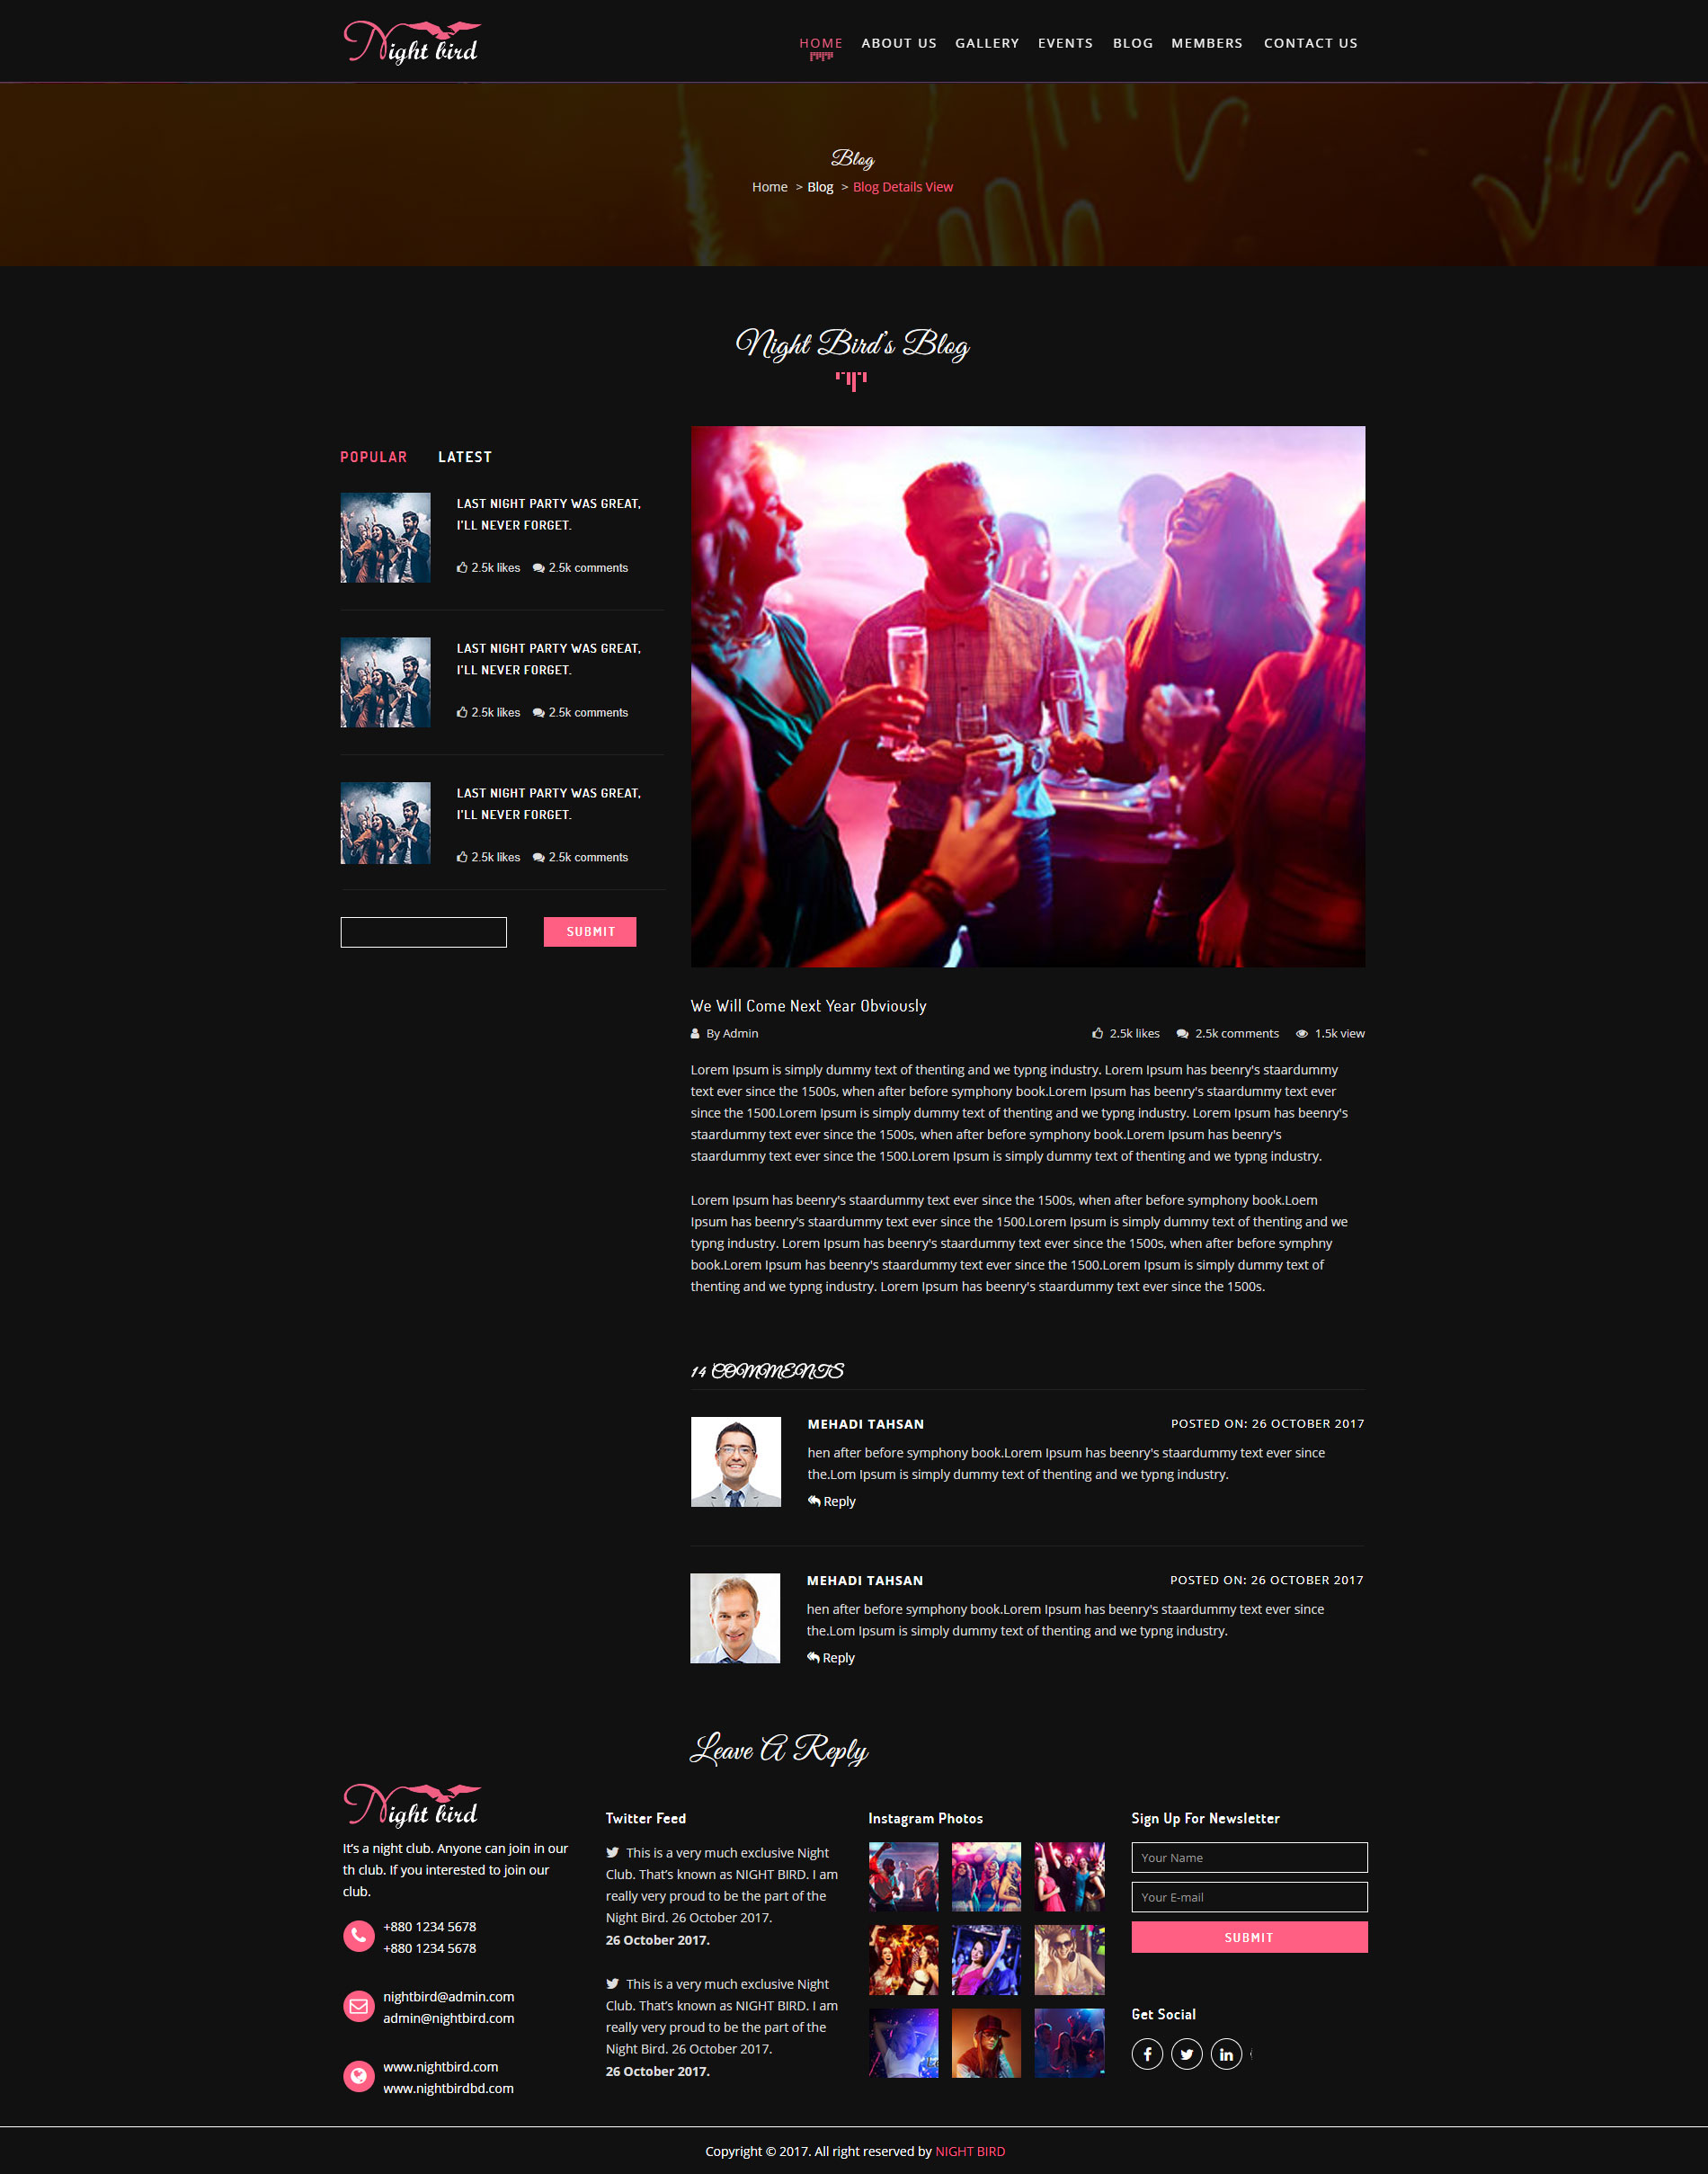 Night bird
HOME ABOUT US GALLERY EVENTS BLOG MEMBERS CONTACT US
Blog
Home > Blog > Blog Details View
Night Bird's Blog
POPULAR LATEST
LAST NIGHT PARTY WAS GREAT,
I'LL NEVER FORGET.
2.5k likes 2.5k comments
LAST NIGHT PARTY WAS GREAT,
I'LL NEVER FORGET.
2.5k likes 2.5k comments
LAST NIGHT PARTY WAS GREAT,
I'LL NEVER FORGET.
2.5k likes 2.5k comments
SUBMIT
We Will Come Next Year Obviously
By Admin 2.5k likes 2.5k comments 1.5k view
Lorem Ipsum is simply dummy text of thenting and we typng industry. Lorem Ipsum has beenry's staardummy
text ever since the 1500s, when after before symphony book.Lorem Ipsum has beenry's staardummy text ever
since the 1500.Lorem Ipsum is simply dummy text of thenting and we typng industry. Lorem Ipsum has beenry's
staardummy text ever since the 1500s, when after before symphony book.Lorem Ipsum has beenry's
staardummy text ever since the 1500.Lorem Ipsum is simply dummy text of thenting and we typng industry.
Lorem Ipsum has beenry's staardummy text ever since the 1500s, when after before symphony book.Loem
Ipsum has beenry's staardummy text ever since the 1500.Lorem Ipsum is simply dummy text of thenting and we
typng industry. Lorem Ipsum has beenry's staardummy text ever since the 1500s, when after before symphny
book.Lorem Ipsum has beenry's staardummy text ever since the 1500.Lorem Ipsum is simply dummy text of
thenting and we typng industry. Lorem Ipsum has beenry's staardummy text ever since the 1500s.
14 COMMENTS
MEHADI TAHSAN POSTED ON: 26 OCTOBER 2017
hen after before symphony book.Lorem Ipsum has beenry's staardummy text ever since
the.Lom Ipsum is simply dummy text of thenting and we typng industry.
Reply
MEHADI TAHSAN POSTED ON: 26 OCTOBER 2017
hen after before symphony book.Lorem Ipsum has beenry's staardummy text ever since
the.Lom Ipsum is simply dummy text of thenting and we typng industry.
Reply
Leave A Reply
Night bird
It's a night club. Anyone can join in our
th club. If you interested to join our
club.
+880 1234 5678
+880 1234 5678
nightbird@admin.com
admin@nightbird.com
www.nightbird.com
www.nightbirdbd.com
Twitter Feed
This is a very much exclusive Night
Club. That's known as NIGHT BIRD. I am
really very proud to be the part of the
Night Bird. 26 October 2017.
26 October 2017.
This is a very much exclusive Night
Club. That's known as NIGHT BIRD. I am
really very proud to be the part of the
Night Bird. 26 October 2017.
26 October 2017.
Instagram Photos
Sign Up For Newsletter
Your Name
Your E-mail
SUBMIT
Get Social
Copyright © 2017. All right reserved by NIGHT BIRD